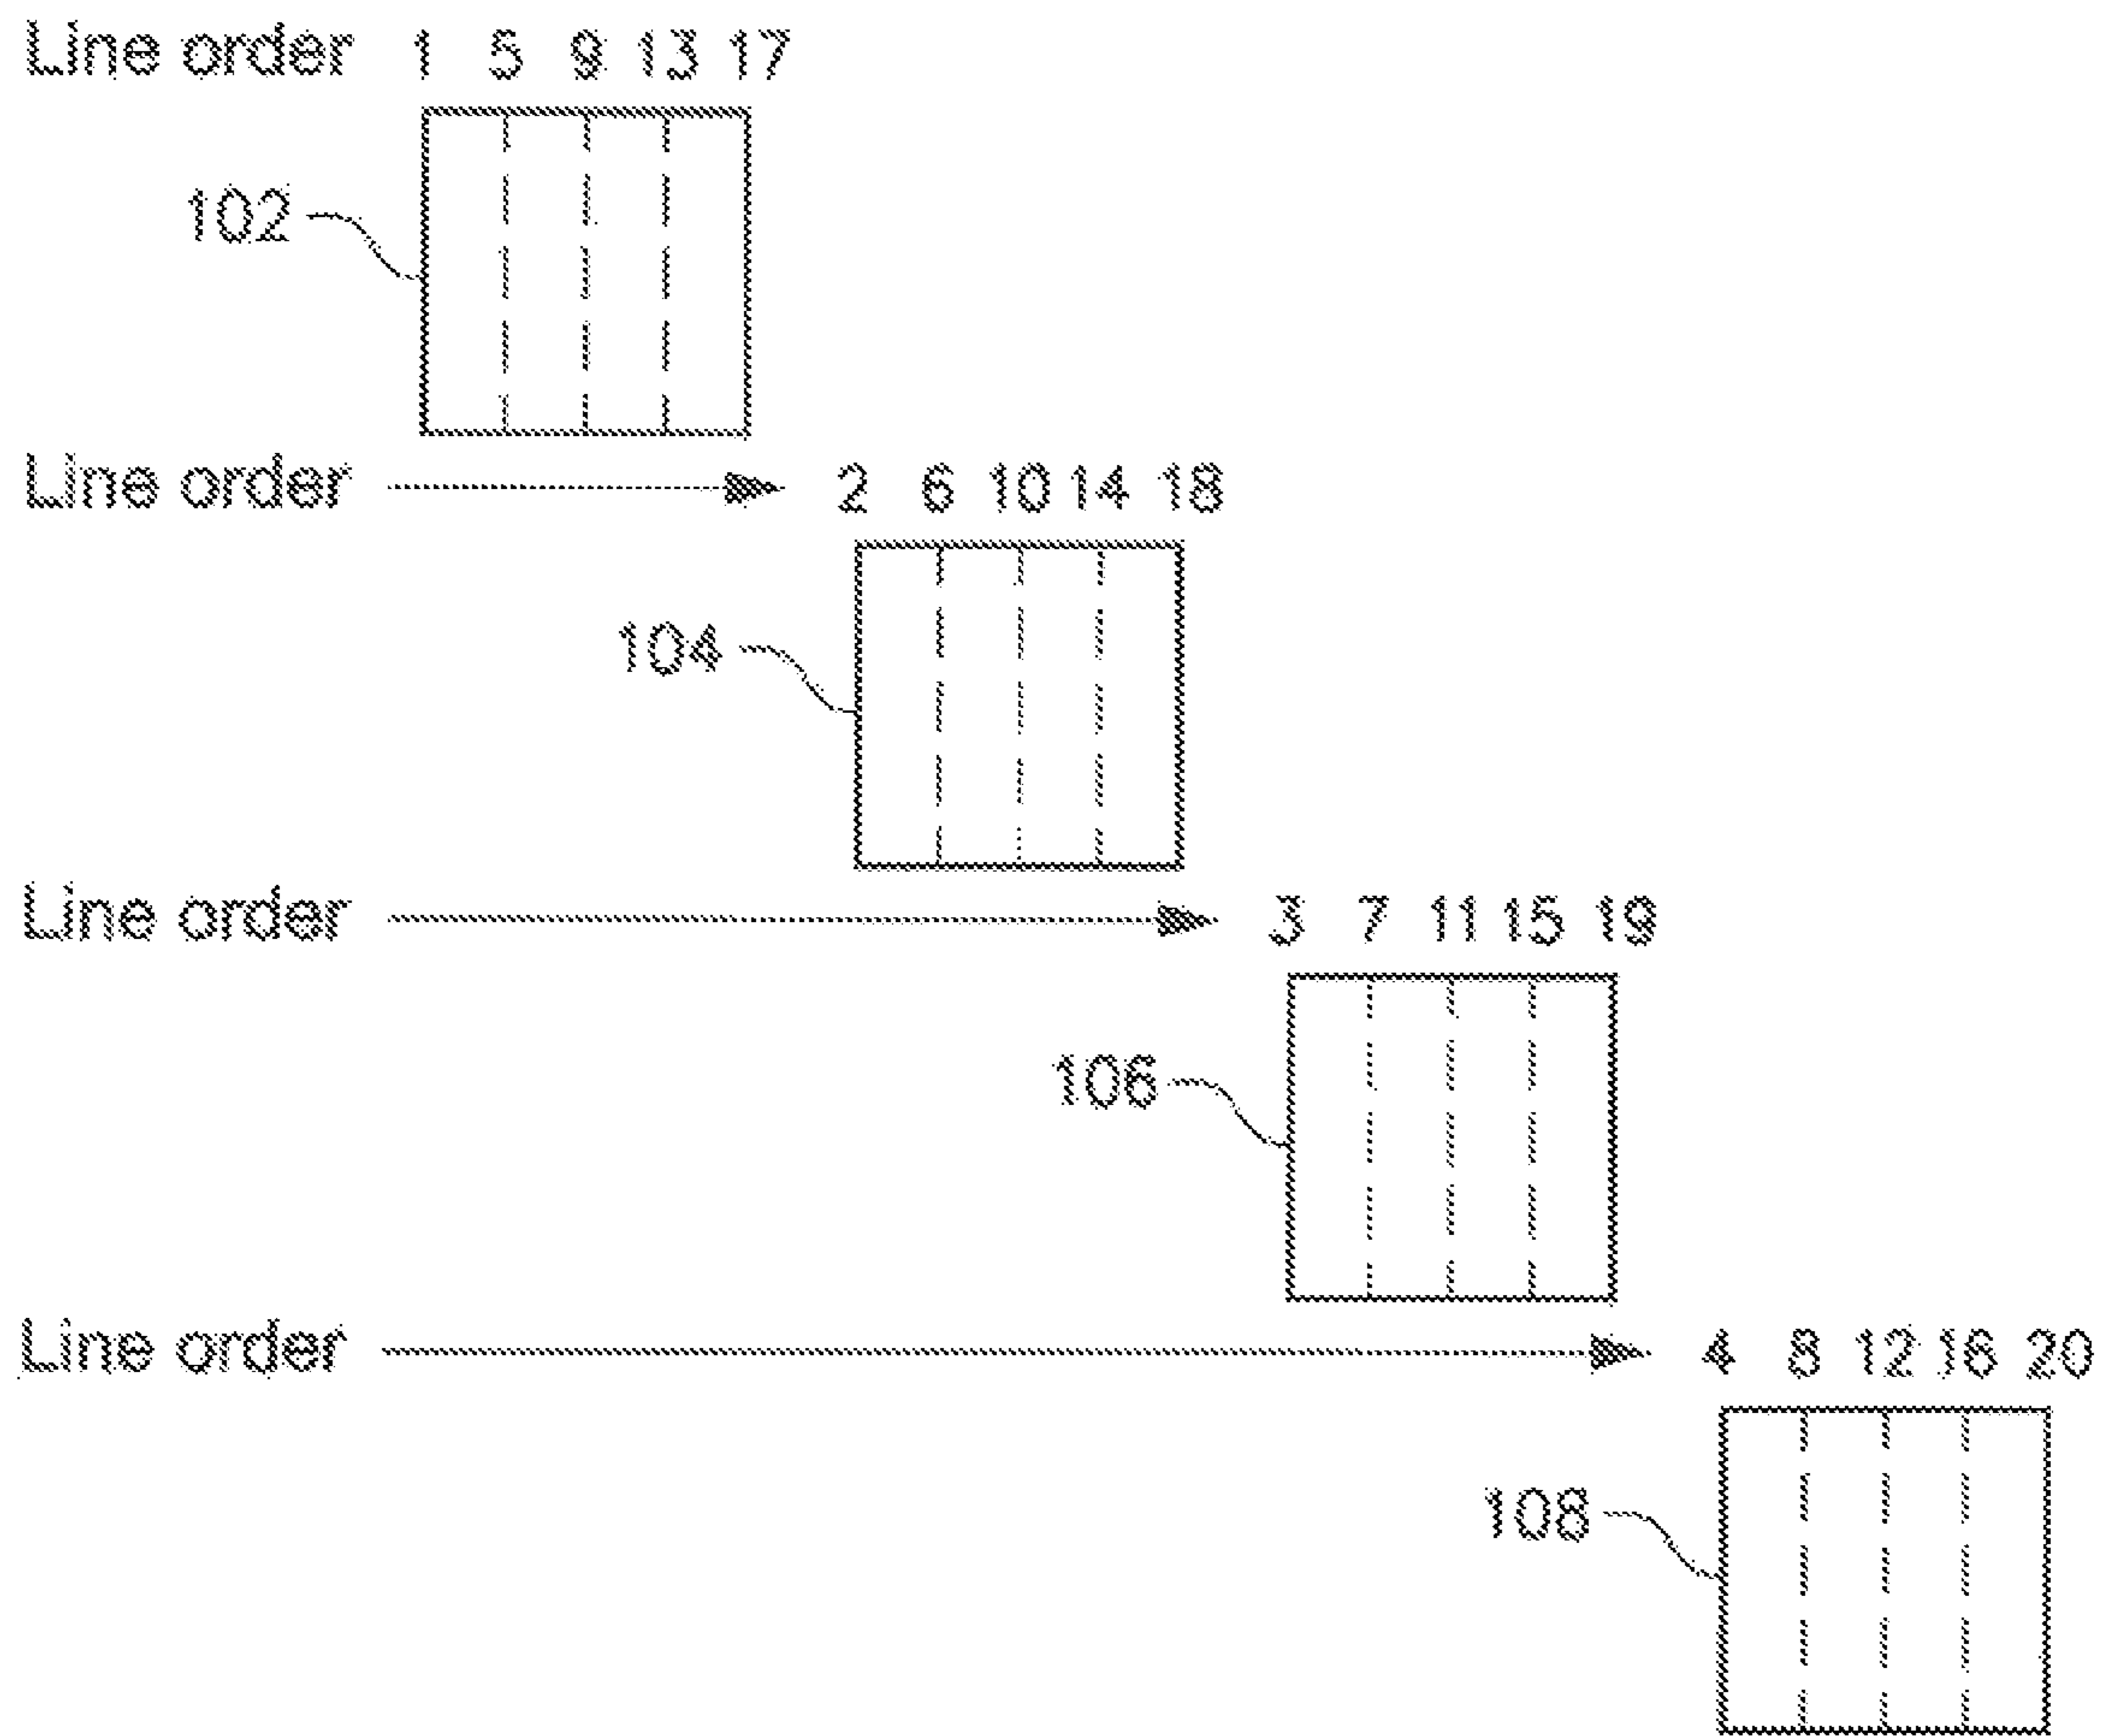 Line order 1 5 9 13 17
102
Line order 2 6 10 14 18
104
Line order 3 7 11 15 19
106
Line order 4 8 12 16 20
108